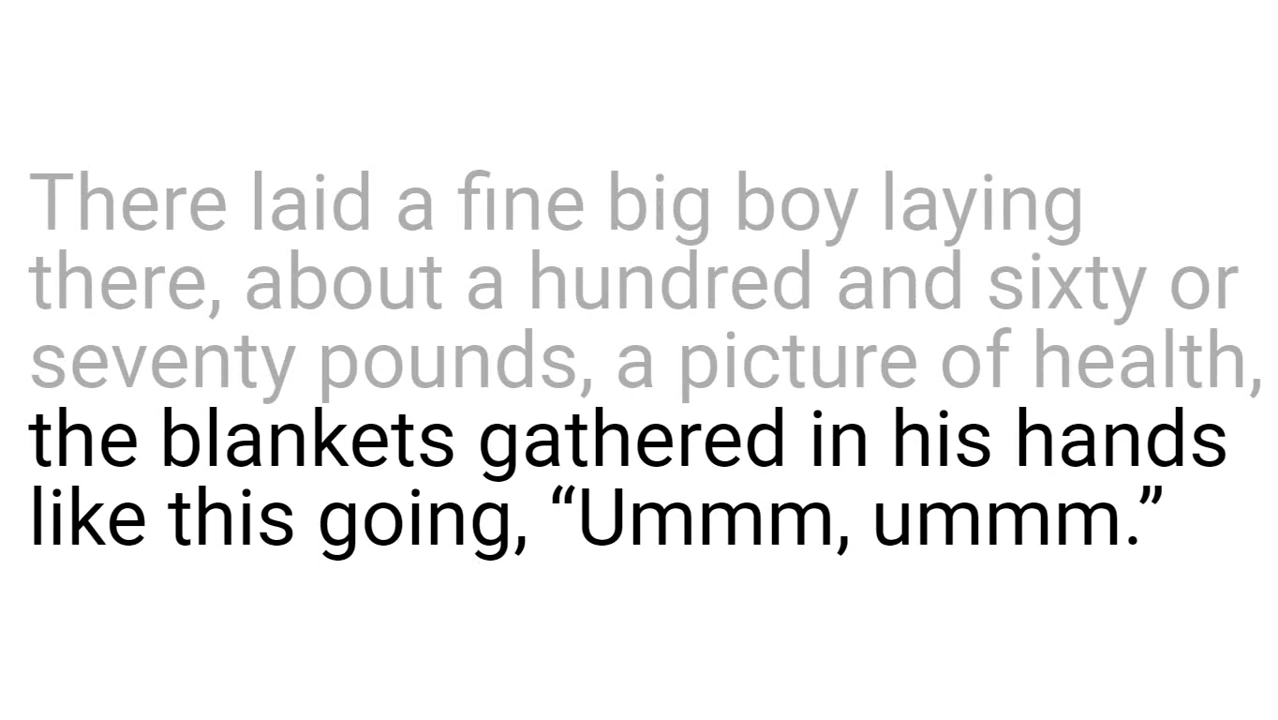 There laid a fine big boy laying
there, about a hundred and sixty or
seventy pounds, a picture of health,
the blankets gathered in his hands
like this going, “Ummm, ummm.”